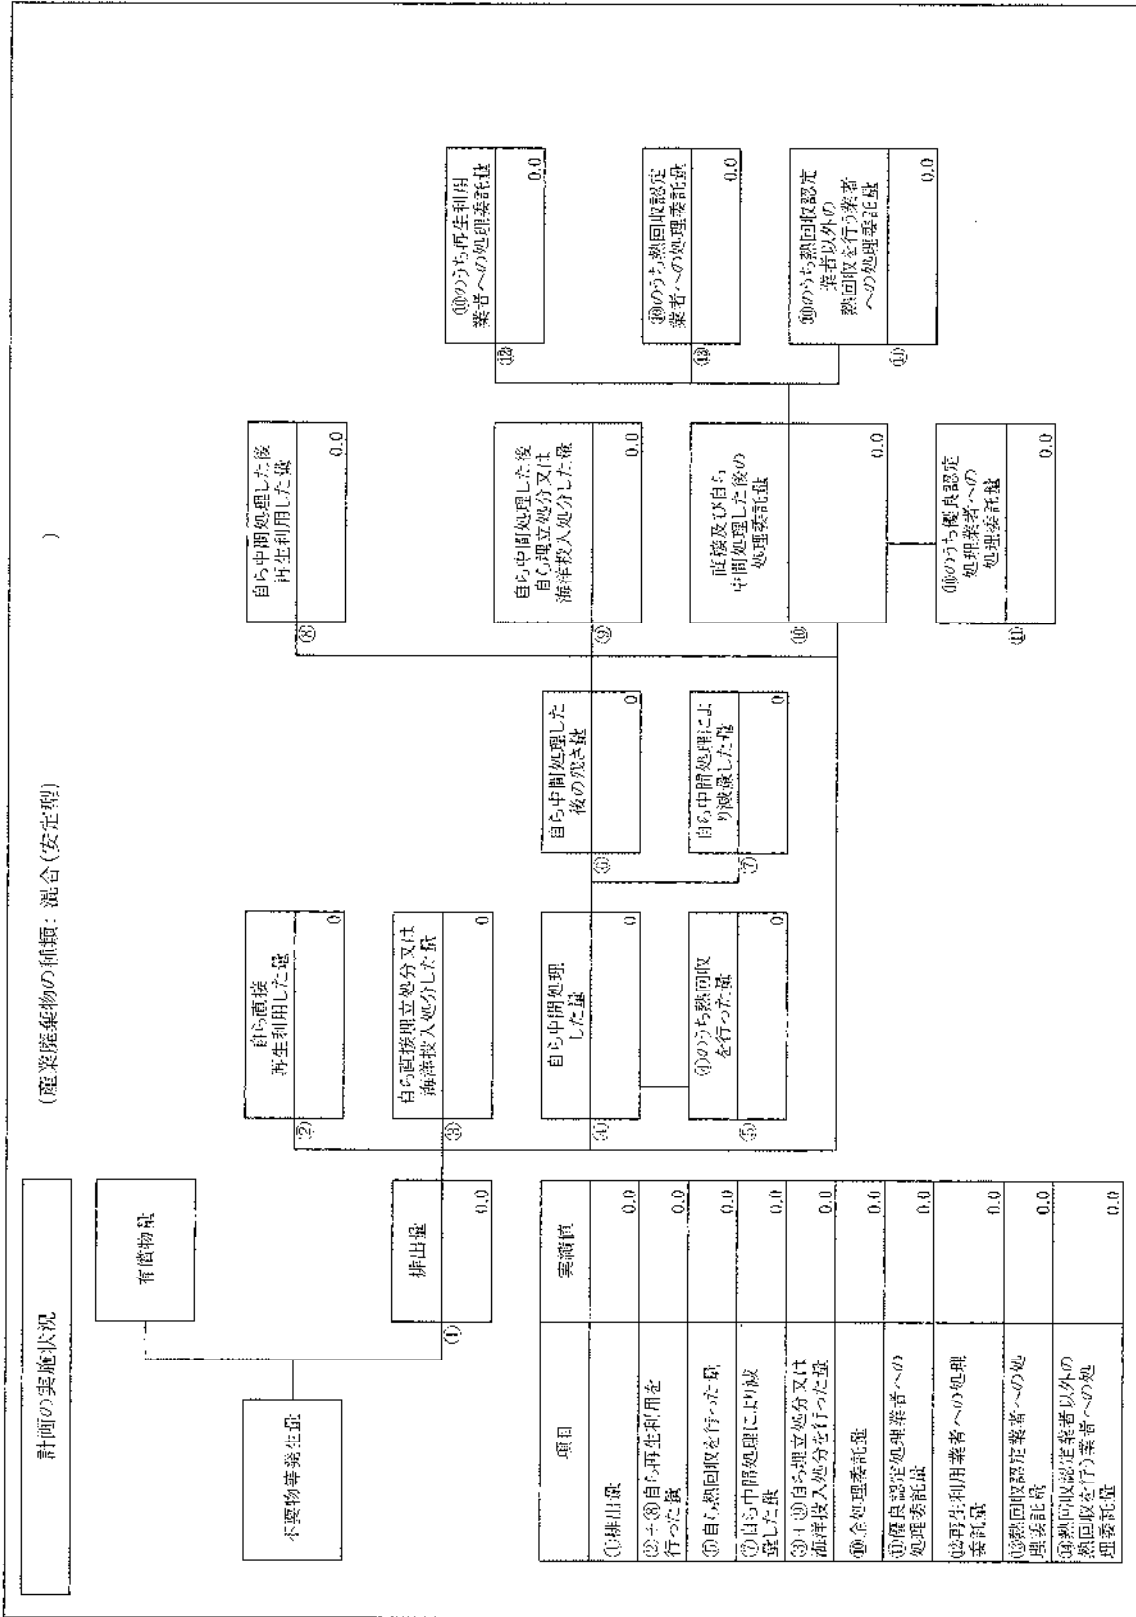 計画の実施状況
(産業廃棄物の種類：混合(安定型)
)
不要物等発生量
有償物量
①
排出量
0.0
②
自ら直接
再生利用した量
0
③
自ら直接埋立処分又は
海洋投入処分した量
0
④
自ら中間処理
した量
0
⑤
④のうち熱回収
を行った量
0
⑥
自ら中間処理した
後の残さ量
0
⑦
自ら中間処理によ
り減量した量
0
⑧
自ら中間処理した後
再生利用した量
0.0
⑨
自ら中間処理した後
自ら埋立処分又は
海洋投入処分した量
0.0
⑩
直接及び自ら
中間処理した後の
処理委託量
0.0
⑪
⑩のうち優良認定
処理業者への
処理委託量
0.0
⑫
⑩のうち再生利用
業者への処理委託量
0.0
⑬
⑩のうち熱回収認定
業者への処理委託量
0.0
⑩のうち熱回収認定
業者以外の
熱回収を行う業者
への処理委託量
0.0
項目
実績値
①排出量
0.0
②+⑧自ら再生利用を
行った量
0.0
⑤自ら熱回収を行った量
0.0
⑦自ら中間処理により減
量した量
0.0
③+⑨自ら埋立処分又は
海洋投入処分を行った量
0.0
⑩全処理委託量
0.0
⑪優良認定処理業者への
処理委託量
0.0
⑫再生利用業者への処理
委託量
0.0
⑬熱回収認定業者への処
理委託量
0.0
⑭熱回収認定業者以外の
熱回収を行う業者への処
理委託量
0.0